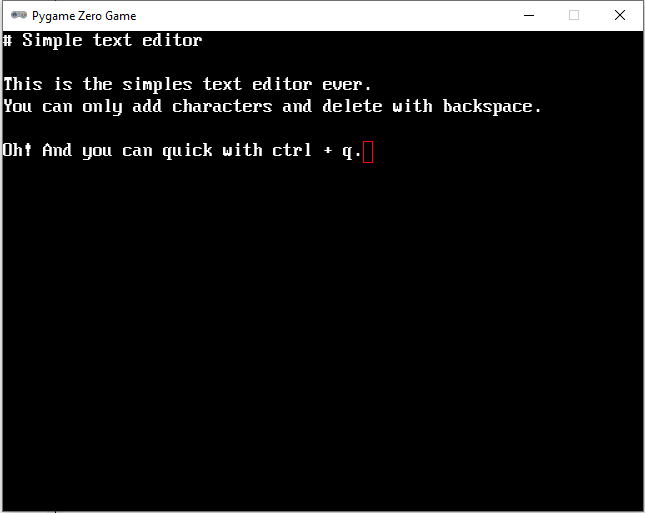 Pygame Zero Game
# Simple text editor
This is the simples text editor ever.
You can only add characters and delete with backspace.
Oh! And you can quick with ctrl + q.